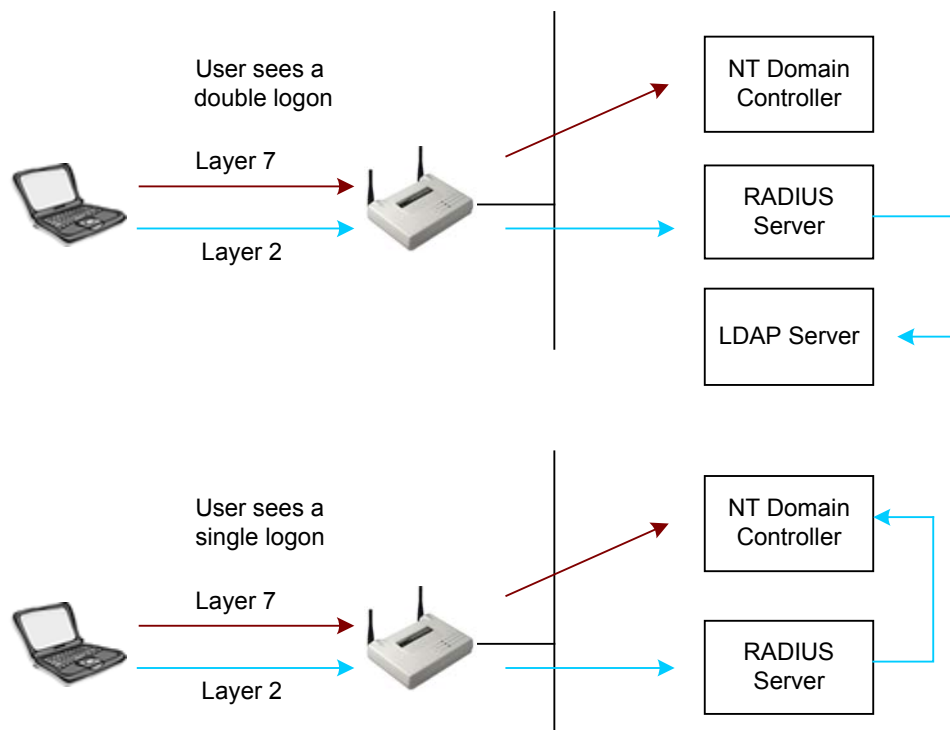 User sees a
double logon
Layer 7
Layer 2
NT Domain
Controller
RADIUS
Server
LDAP Server
User sees a
single logon
Layer 7
Layer 2
NT Domain
Controller
RADIUS
Server